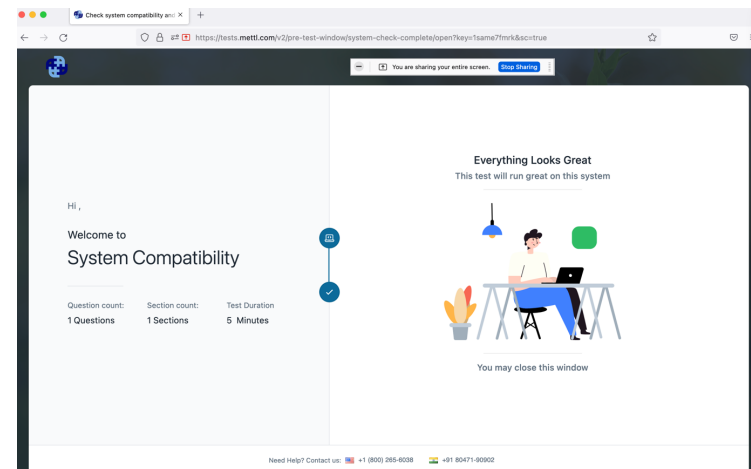 Check system compatibility and
https://tests.mettl.com/v2/pre-test-window/system-check-complete/open?key=1same7fmrk&sc=true
You are sharing your entire screen. Stop Sharing
Hi ,
Welcome to
System Compatibility
Question count: Section count: Test Duration
1 Questions 1 Sections 5 Minutes
Everything Looks Great
This test will run great on this system
You may close this window
Need Help? Contact us: +1 (800) 265-6038 +91 80471-90902